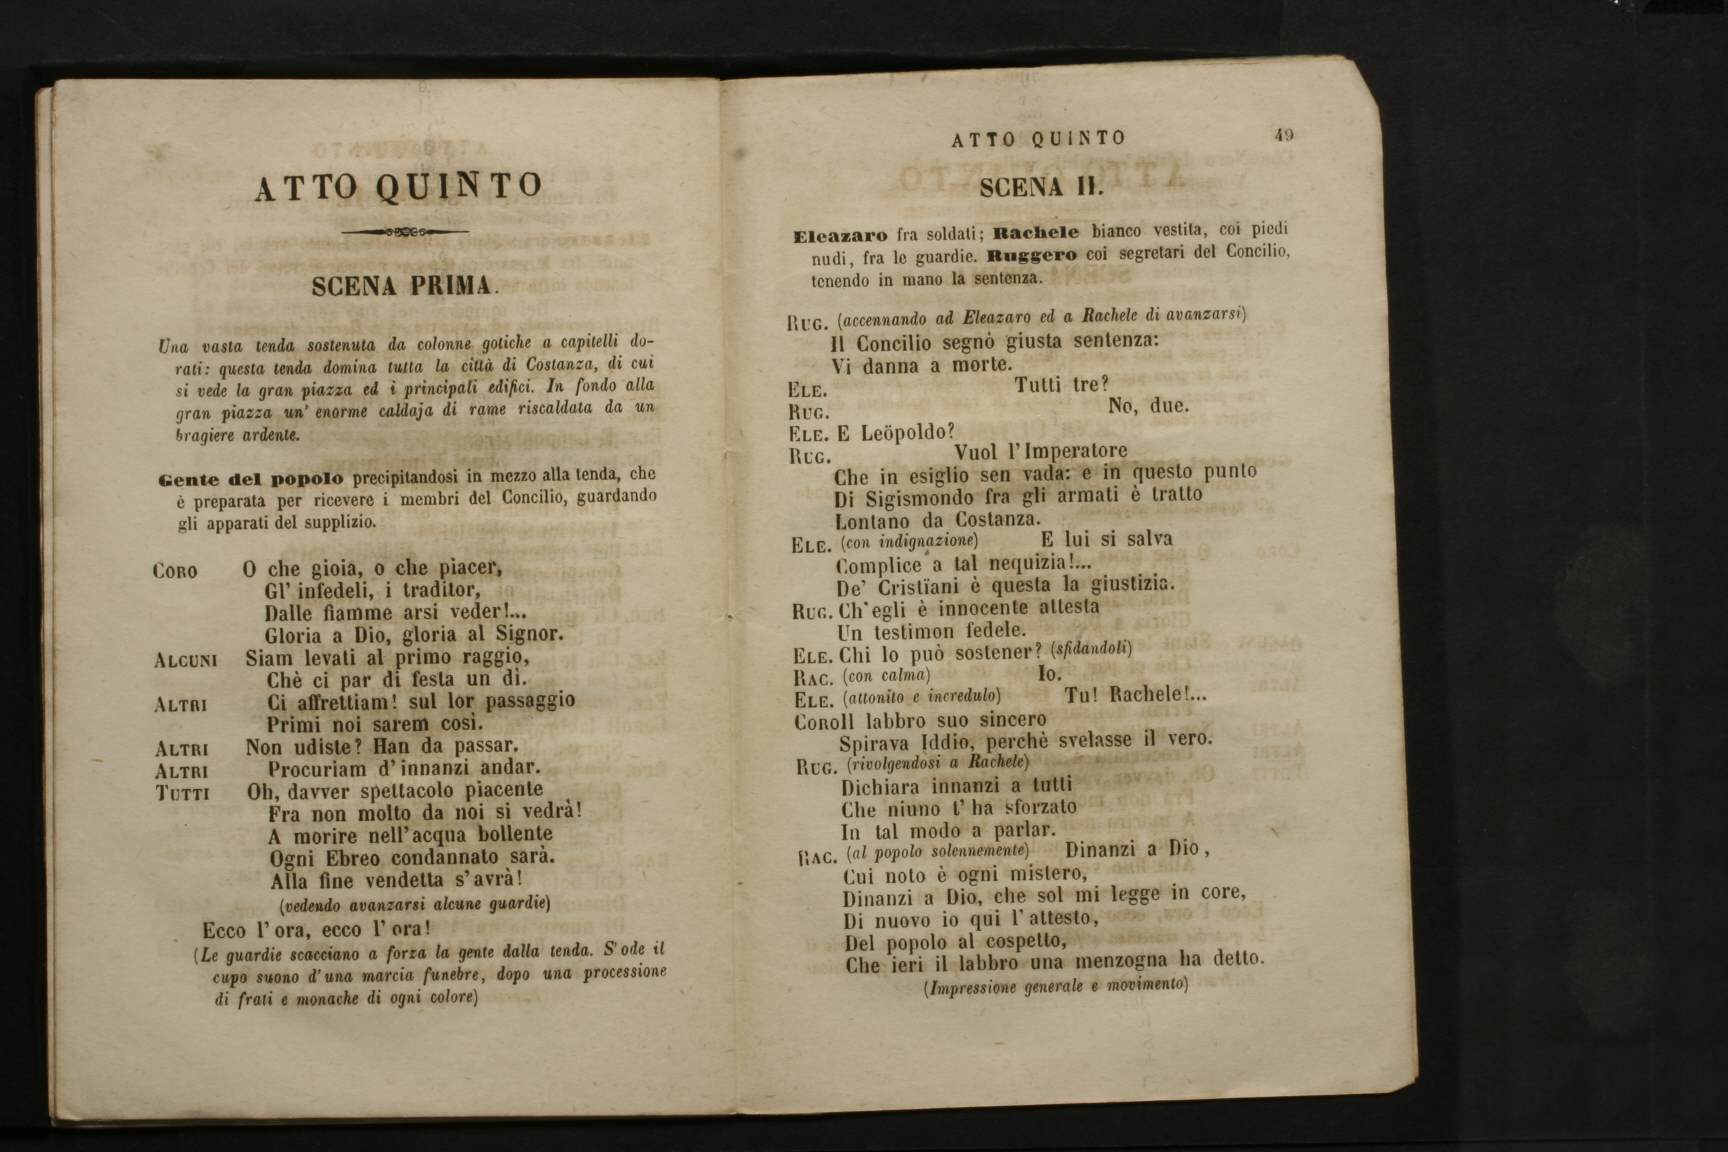 ATTO QUINTO
SCENA PRIMA.
Una vasta tenda sostenuta da colonne gotiche a capitelli do-
rati: questa tenda domina tutta la città di Costanza, di cui
si vede la gran piazza ed i principali edifici. In fondo alla
gran piazza un' enorme caldaja di rame riscaldata da un
bragiere ardente.
Gente del popolo precipitandosi in mezzo alla tenda, che
è preparata per ricevere i membri del Concilio, guardando
gli apparati del supplizio.
CORO O che gioia, o che piacer,
Gl' infedeli, i traditor,
Dalle fiamme arsi veder!...
Gloria a Dio, gloria al Signor.
ALCUNI Siam levati al primo raggio,
Chè ci par di festa un dì.
ALTRI Ci affrettiam! sul lor passaggio
Primi noi sarem così.
ALTRI Non udiste? Han da passar.
ALTRI Procuriam d'innanzi andar.
TUTTI Oh, davver spettacolo piacente
Fra non molto da noi si vedrà!
A morire nell'acqua bollente
Ogni Ebreo condannato sarà.
Alla fine vendetta s'avrà!
(vedendo avanzarsi alcune guardie)
Ecco l'ora, ecco l'ora!
(Le guardie scacciano a forza la gente dalla tenda. S'ode il
cupo suono d'una marcia funebre, dopo una processione
di frati e monache di ogni colore)
ATTO QUINTO 49
SCENA II.
Eleazaro fra soldati; Rachele bianco vestita, coi piedi
nudi, fra le guardie. Ruggero coi segretari del Concilio,
tenendo in mano la sentenza.
RUG. (accennando ad Eleazaro ed a Rachele di avanzarsi)
Il Concilio segnò giusta sentenza:
Vi danna a morte.
ELE. Tutti tre?
RUG. No, due.
ELE. E Leöpoldo?
RUG. Vuol l'Imperatore
Che in esiglio sen vada: e in questo punto
Di Sigismondo fra gli armati è tratto
Lontano da Costanza.
ELE. (con indignazione) E lui si salva
Complice a tal nequizia!...
De' Cristïani è questa la giustizia.
RUG. Ch'egli è innocente attesta
Un testimon fedele.
ELE. Chi lo può sostener? (sfidandoli)
RAC. (con calma) Io.
ELE. (attonito e incredulo) Tu! Rachele!...
COROIl labbro suo sincero
Spirava Iddio, perchè svelasse il vero.
RUG. (rivolgendosi a Rachele)
Dichiara innanzi a tutti
Che niuno t'ha sforzato
In tal modo a parlar.
RAC. (al popolo solennemente) Dinanzi a Dio,
Cui noto è ogni mistero,
Dinanzi a Dio, che sol mi legge in core,
Di nuovo io qui l'attesto,
Del popolo al cospetto,
Che ieri il labbro una menzogna ha detto.
(Impressione generale e movimento)